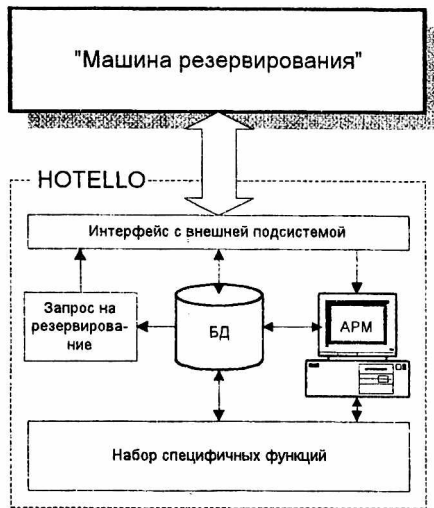 "Машина резервирования"
HOTELLO
Интерфейс с внешней подсистемой
Запрос на
резервирова-
ние
БД
АРМ
Набор специфичных функций